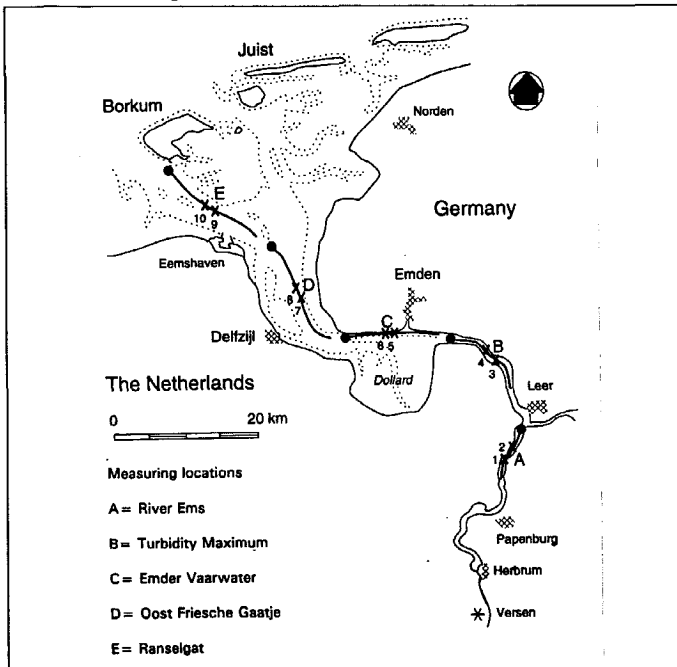 Juist
Borkum
Norden
E
10
9
Germany
Eemshaven
Emden
D
8
7
C
6 5
Delfzijl
B
4
3
Dollard
Leer
The Netherlands
0 20 km
2
1
A
Measuring locations
A= River Ems
Papenburg
B= Turbidity Maximum
Herbrum
C= Emder Vaarwater
D= Oost Friesche Gaatje
Versen
E= Ranselgat